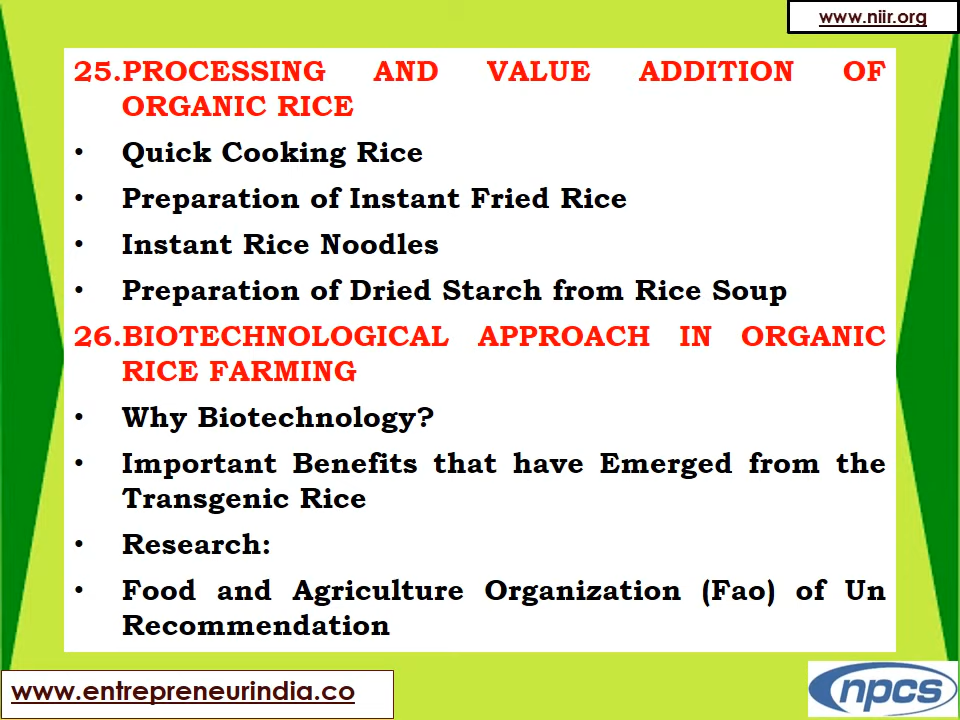 www.niir.org
25.PROCESSING AND VALUE ADDITION OF
ORGANIC RICE
• Quick Cooking Rice
• Preparation of Instant Fried Rice
• Instant Rice Noodles
• Preparation of Dried Starch from Rice Soup
26.BIOTECHNOLOGICAL APPROACH IN ORGANIC
RICE FARMING
• Why Biotechnology?
• Important Benefits that have Emerged from the
Transgenic Rice
• Research:
• Food and Agriculture Organization (Fao) of Un
Recommendation
www.entrepreneurindia.co
npcs